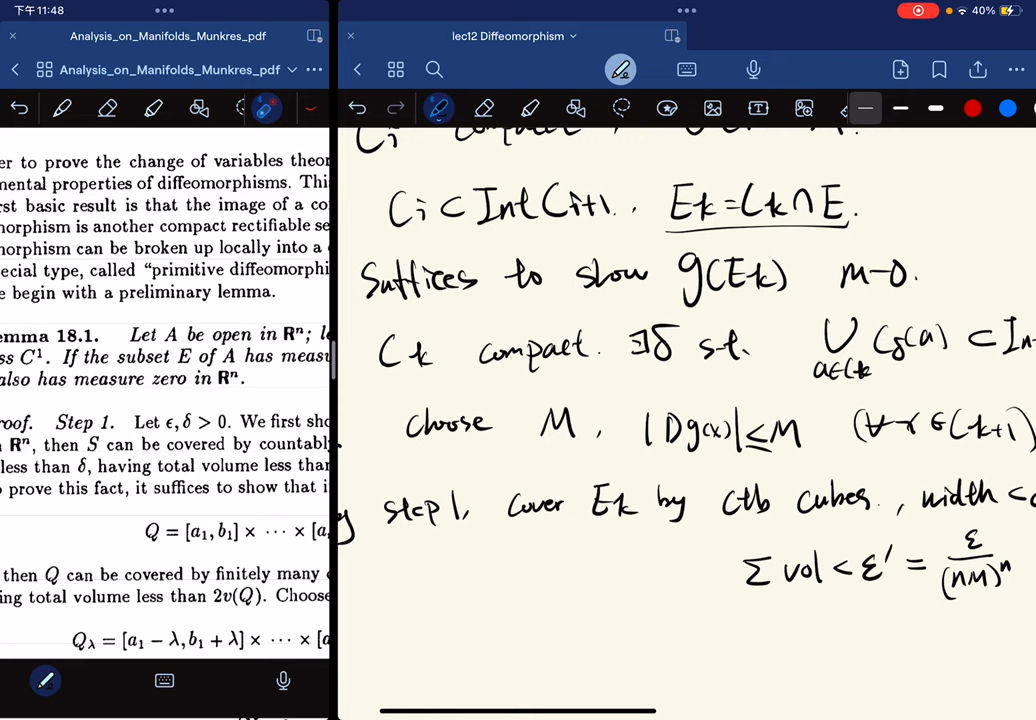 下午11:48
40%
Analysis_on_Manifolds_Munkres_pdf
Analysis_on_Manifolds_Munkres_pdf
er to prove the change of variables theor
mental properties of diffeomorphisms. Thi
rst basic result is that the image of a co
morphism is another compact rectifiable se
morphism can be broken up locally into a
pecial type, called "primitive diffeomorphi
e begin with a preliminary lemma.
emma 18.1. Let A be open in Rⁿ; l
ss C¹. If the subset E of A has meas
also has measure zero in Rⁿ.
roof. Step 1. Let ϵ, δ > 0. We first sho
Rⁿ, then S can be covered by countabl
less than δ, having total volume less than
o prove this fact, it suffices to show that i
Q = [a₁, b₁] × ··· × [a
then Q can be covered by finitely many
ing total volume less than 2v(Q). Choose
Q_λ = [a₁ − λ, b₁ + λ] × ··· × [a
lec12 Diffeomorphism
Ci compact
Ci ⊂ Int Ci+1. Ek = Ck ∩ E.
Suffices to show g(Ek) m-0.
Ck compact. ∃δ s.t. ∪_{a∈Ck} Cδ(a) ⊂ In
choose M, |Dg(x)| ≤ M (∀x ∈ Ck+1)
y step 1, cover Ek by ctb cubes., width <
Σ vol < ε' = ε/(nM)ⁿ